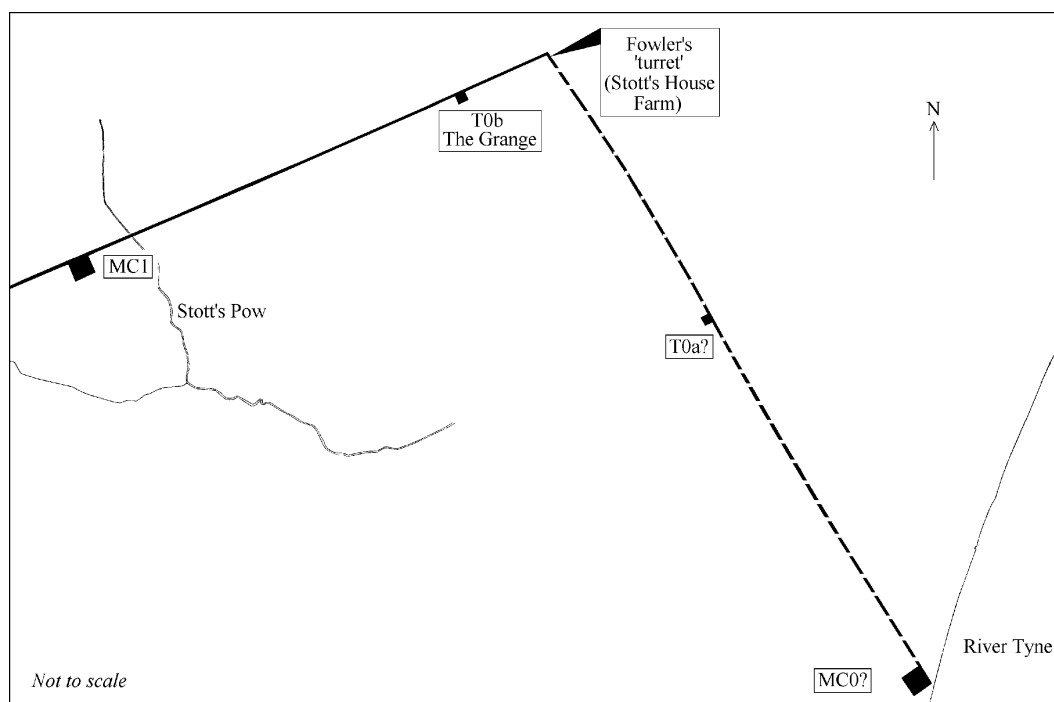 Fowler's
'turret'
(Stott's House
Farm)
N
T0b
The Grange
MC1
Stott's Pow
T0a?
River Tyne
MC0?
Not to scale